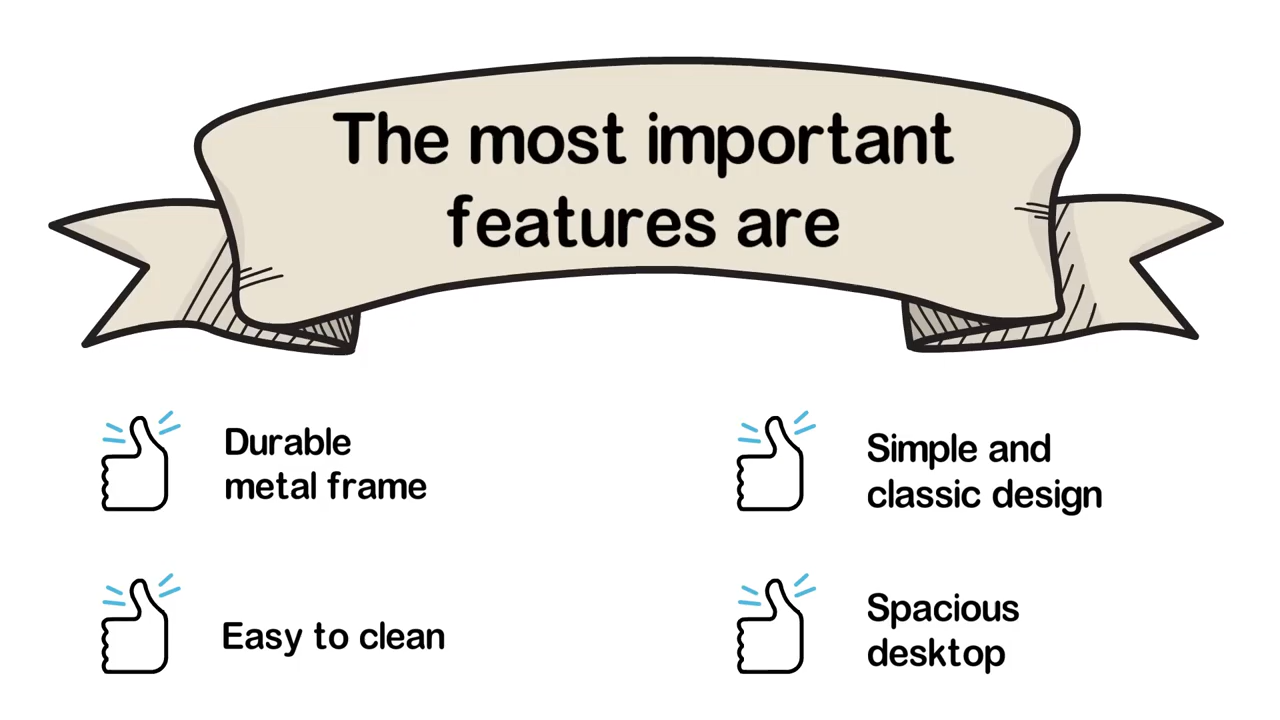 The most important
features are
Durable
metal frame
Simple and
classic design
Easy to clean
Spacious
desktop